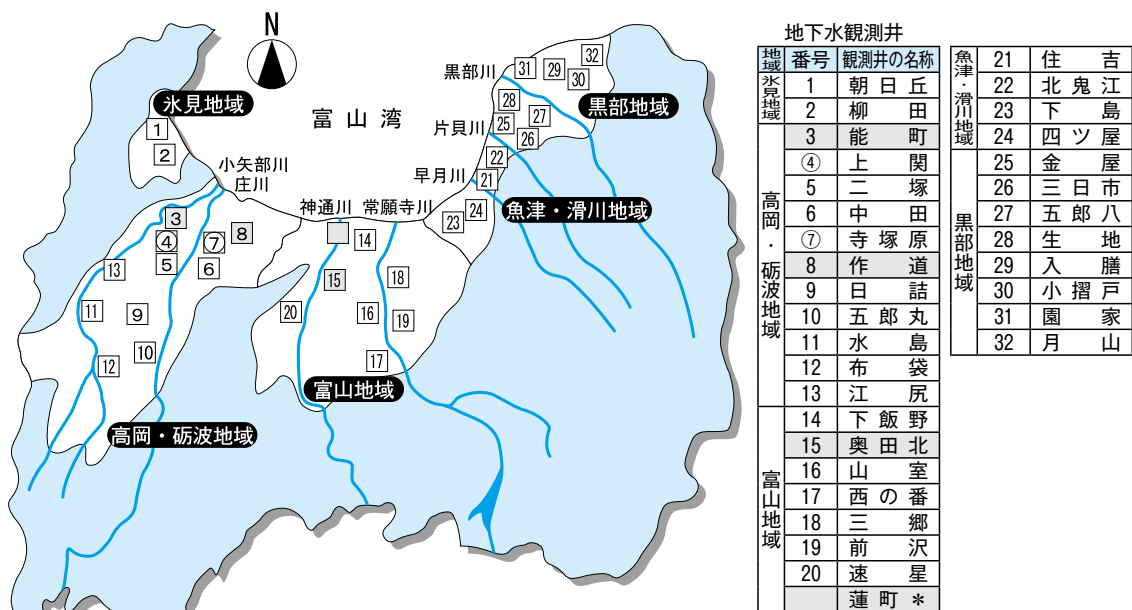 N
氷見地域
1
2
富山湾
黒部川
片貝川
早月川
黒部地域
31
29
32
30
28
27
25
26
22
21
魚津・滑川地域
24
23
小矢部川
庄川
神通川
常願寺川
3
④
⑦
8
5
6
13
11
9
10
12
高岡・砺波地域
14
15
18
20
16
19
17
富山地域
地下水観測井
地域 番号 観測井の名称
氷見地域
1 朝日丘
2 柳田
高岡・砺波地域
3 能町
④ 上関
5 二塚
6 中田
⑦ 寺塚原
8 作道
9 日詰
10 五郎丸
11 水島
12 布袋
13 江尻
富山地域
14 下飯野
15 奥田北
16 山室
17 西の番
18 三郷
19 前沢
20 速星
蓮町＊
魚津・滑川地域
21 住吉
22 北鬼江
23 下島
24 四ツ屋
黒部地域
25 金屋
26 三日市
27 五郎八
28 生地
29 入膳
30 小摺戸
31 園家
32 月山